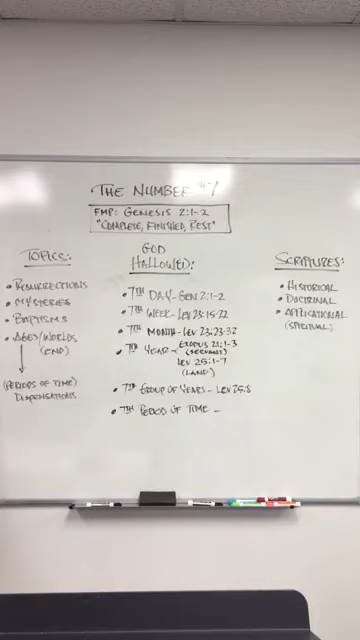 THE NUMBER "7
FMP: GENESIS 2:1-2
"COMPLETE, FINISHED, REST"
TOPICS:
• RESURRECTIONS
• MYSTERIES
• BAPTISMS
• AGES/WORLDS
(END)
(PERIODS OF TIME)
DISPENSATIONS
GOD
HALLOWED:
• 7TH DAY - GEN 2:1-2
• 7TH WEEK - LEV 23:15-22
• 7TH MONTH - LEV 23:23-32
• 7TH YEAR - (EXODUS 21:1-3
(SERVANT)
LEV 25:1-7
(LAND)
• 7TH GROUP OF YEARS - LEV 25:8
• 7TH PERIOD OF TIME -
SCRIPTURES:
• HISTORICAL
• DOCTRINAL
• APPLICATIONAL
(SPIRITUAL)